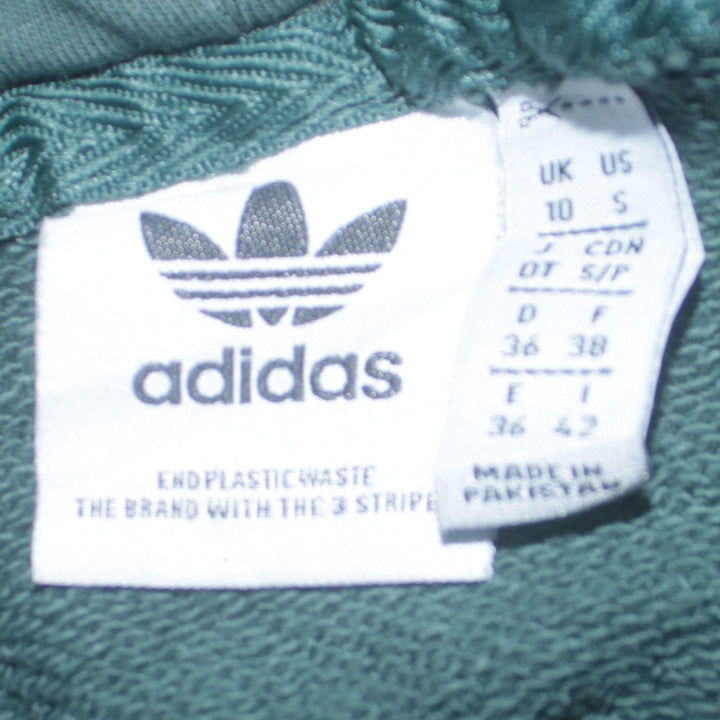 adidas
END PLASTIC WASTE
THE BRAND WITH THE 3 STRIPE
UK US
10 S
J CDN
OT S/P
D F
36 38
E I
36 42
MADE IN
PAKISTAN